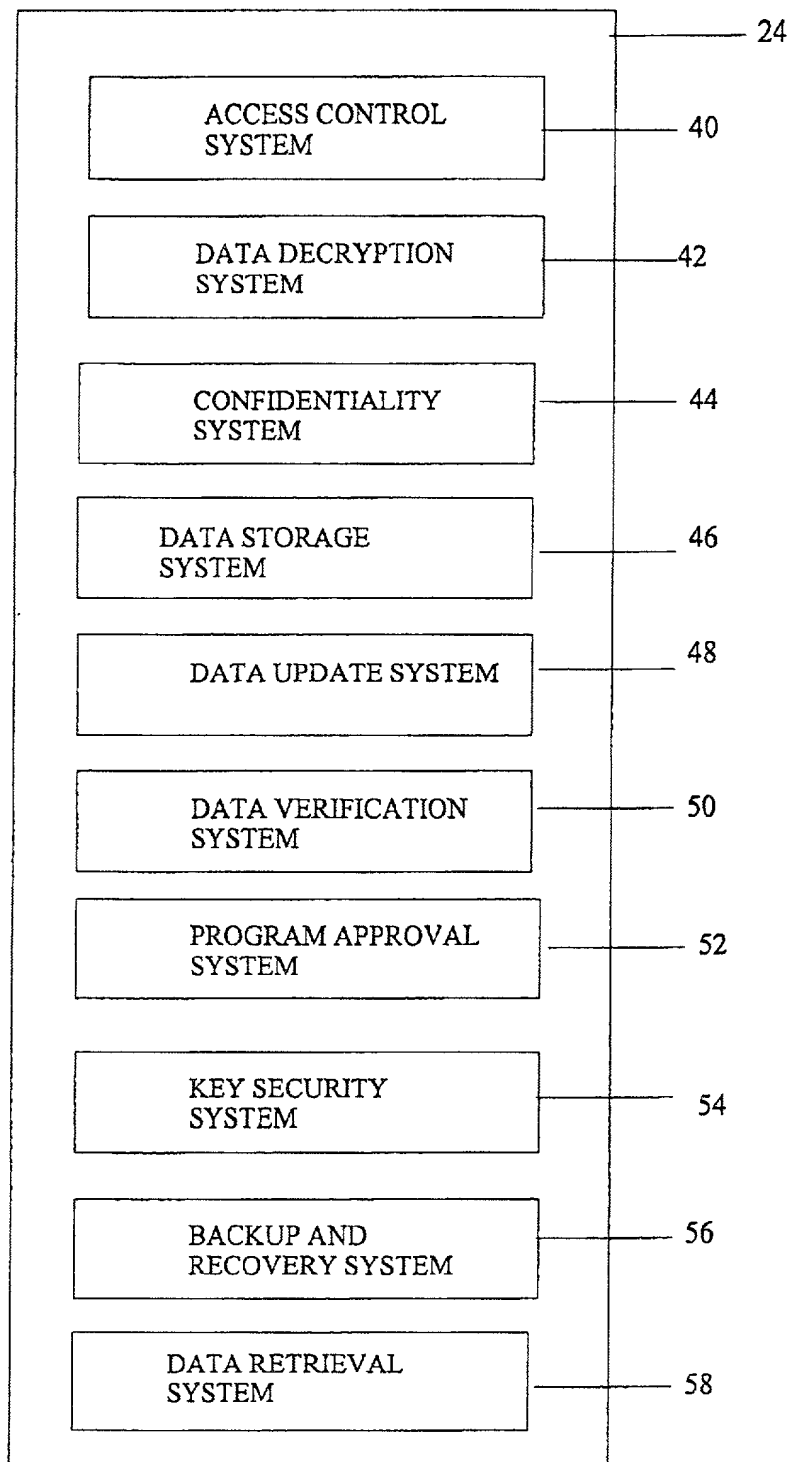 24
ACCESS CONTROL
SYSTEM
40
DATA DECRYPTION
SYSTEM
42
CONFIDENTIALITY
SYSTEM
44
DATA STORAGE
SYSTEM
46
DATA UPDATE SYSTEM
48
DATA VERIFICATION
SYSTEM
50
PROGRAM APPROVAL
SYSTEM
52
KEY SECURITY
SYSTEM
54
BACKUP AND
RECOVERY SYSTEM
56
DATA RETRIEVAL
SYSTEM
58